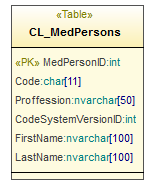 «Table»
CL_MedPersons
«PK» MedPersonID:int
Code:char[11]
Proffession:nvarchar[50]
CodeSystemVersionID:int
FirstName:nvarchar[100]
LastName:nvarchar[100]